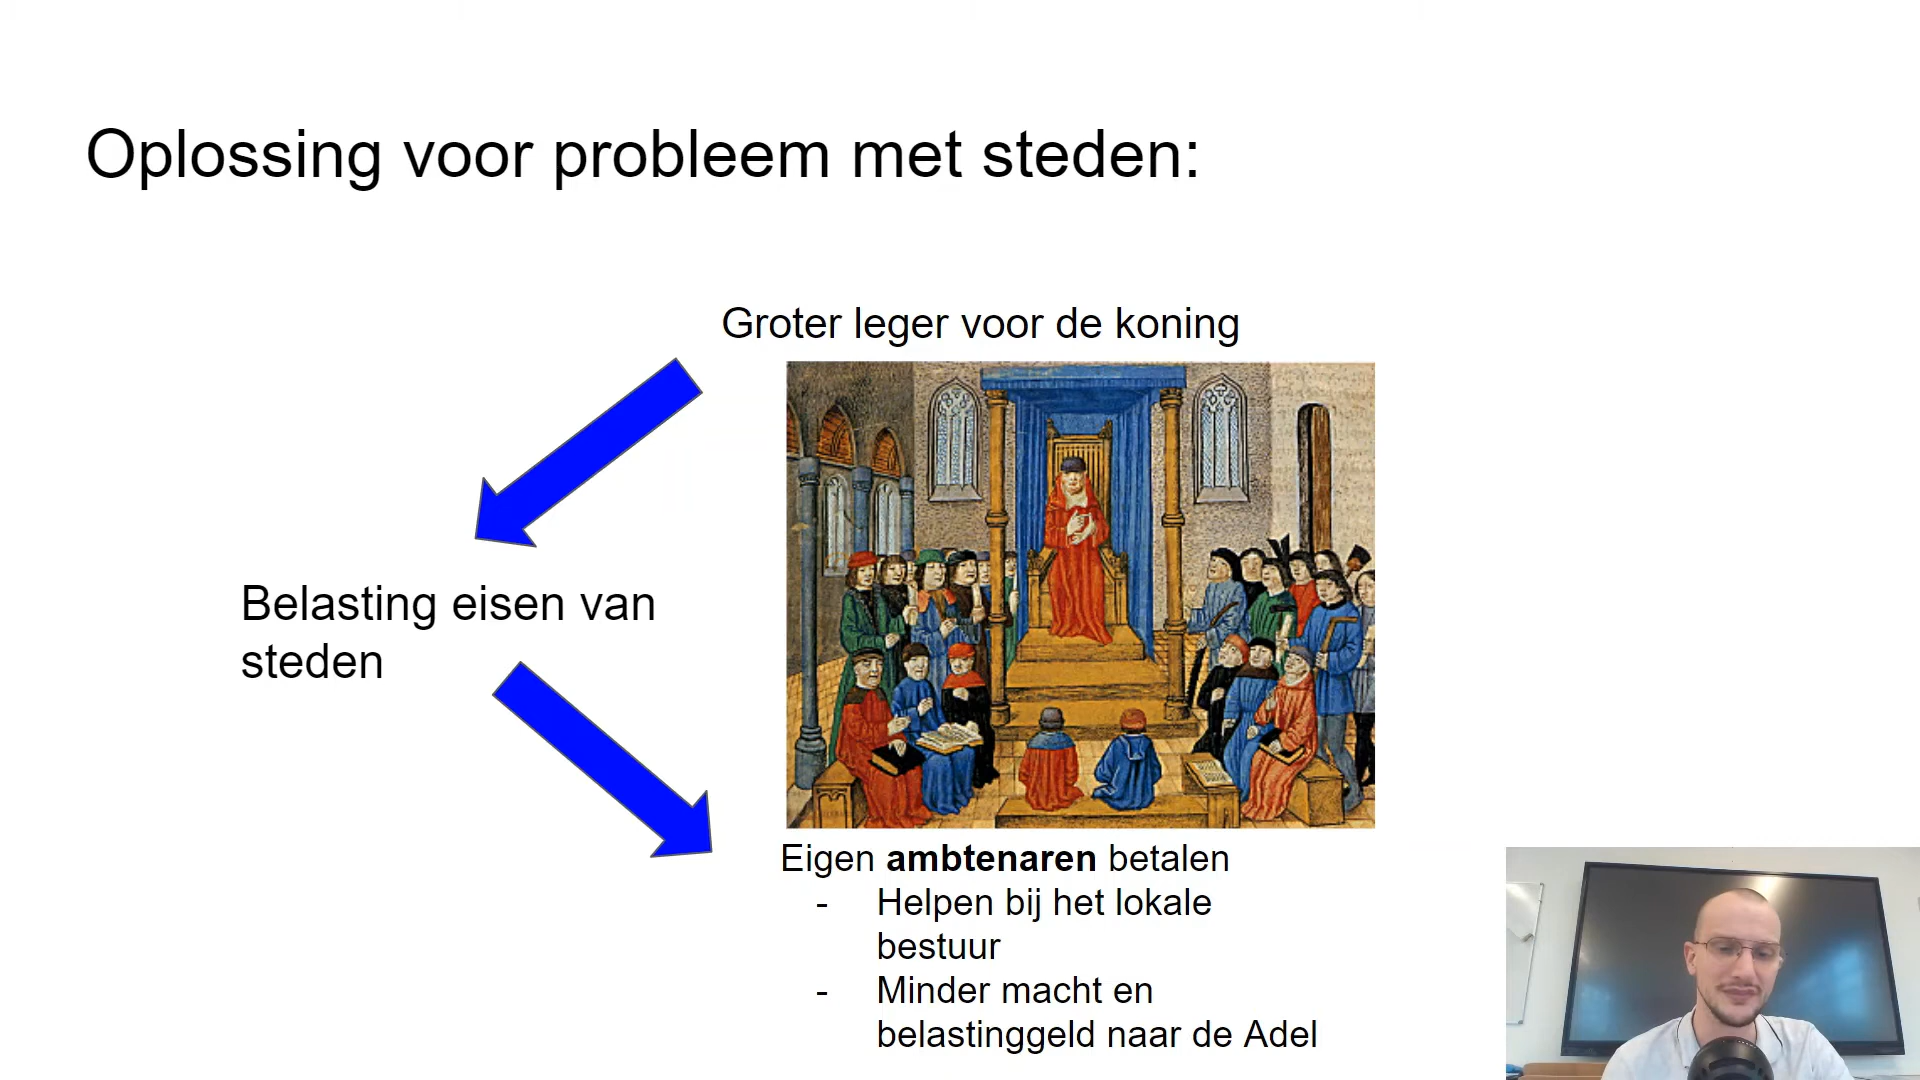 Oplossing voor probleem met steden:
Groter leger voor de koning
Belasting eisen van
steden
Eigen ambtenaren betalen
- Helpen bij het lokale
bestuur
- Minder macht en
belastinggeld naar de Adel